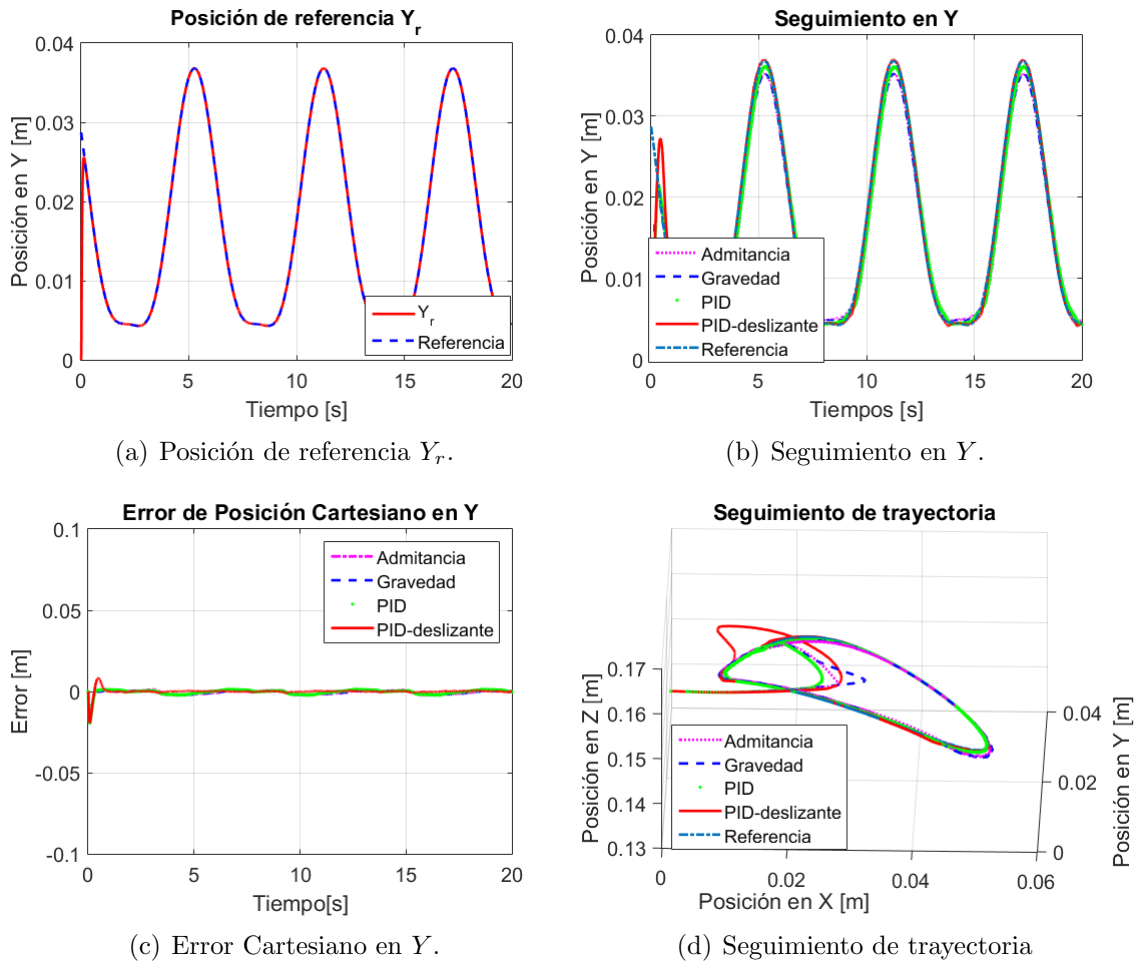 Posición de referencia Y_r
Posición en Y [m]
0.04
0.03
0.02
0.01
0
0 5 10 15 20
Tiempo [s]
Y_r
Referencia
(a) Posición de referencia Y_r.
Seguimiento en Y
Posición en Y [m]
0.04
0.03
0.02
0.01
0
0 5 10 15 20
Tiempos [s]
Admitancia
Gravedad
PID
PID-deslizante
Referencia
(b) Seguimiento en Y.
Error de Posición Cartesiano en Y
Error [m]
0.1
0.05
0
-0.05
-0.1
0 5 10 15 20
Tiempo[s]
Admitancia
Gravedad
PID
PID-deslizante
(c) Error Cartesiano en Y.
Seguimiento de trayectoria
Posición en Z [m]
0.17
0.16
0.15
0.14
0.13
0 0.02 0.04 0.06
Posición en X [m]
0.04
0.02
0
Posición en Y [m]
Admitancia
Gravedad
PID
PID-deslizante
Referencia
(d) Seguimiento de trayectoria